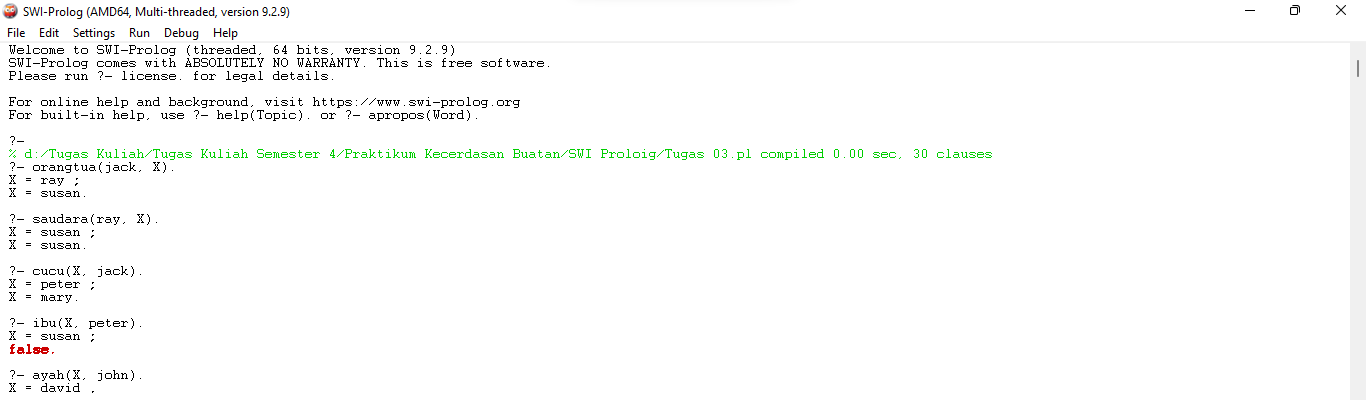 SWI-Prolog (AMD64, Multi-threaded, version 9.2.9)
File Edit Settings Run Debug Help
Welcome to SWI-Prolog (threaded, 64 bits, version 9.2.9)
SWI-Prolog comes with ABSOLUTELY NO WARRANTY. This is free software.
Please run ?- license. for legal details.
For online help and background, visit https://www.swi-prolog.org
For built-in help, use ?- help(Topic). or ?- apropos(Word).
?-
% d:/Tugas Kuliah/Tugas Kuliah Semester 4/Praktikum Kecerdasan Buatan/SWI Proloig/Tugas 03.pl compiled 0.00 sec, 30 clauses
?- orangtua(jack, X).
X = ray ;
X = susan.
?- saudara(ray, X).
X = susan ;
X = susan.
?- cucu(X, jack).
X = peter ;
X = mary.
?- ibu(X, peter).
X = susan ;
false.
?- ayah(X, john).
X = david ,